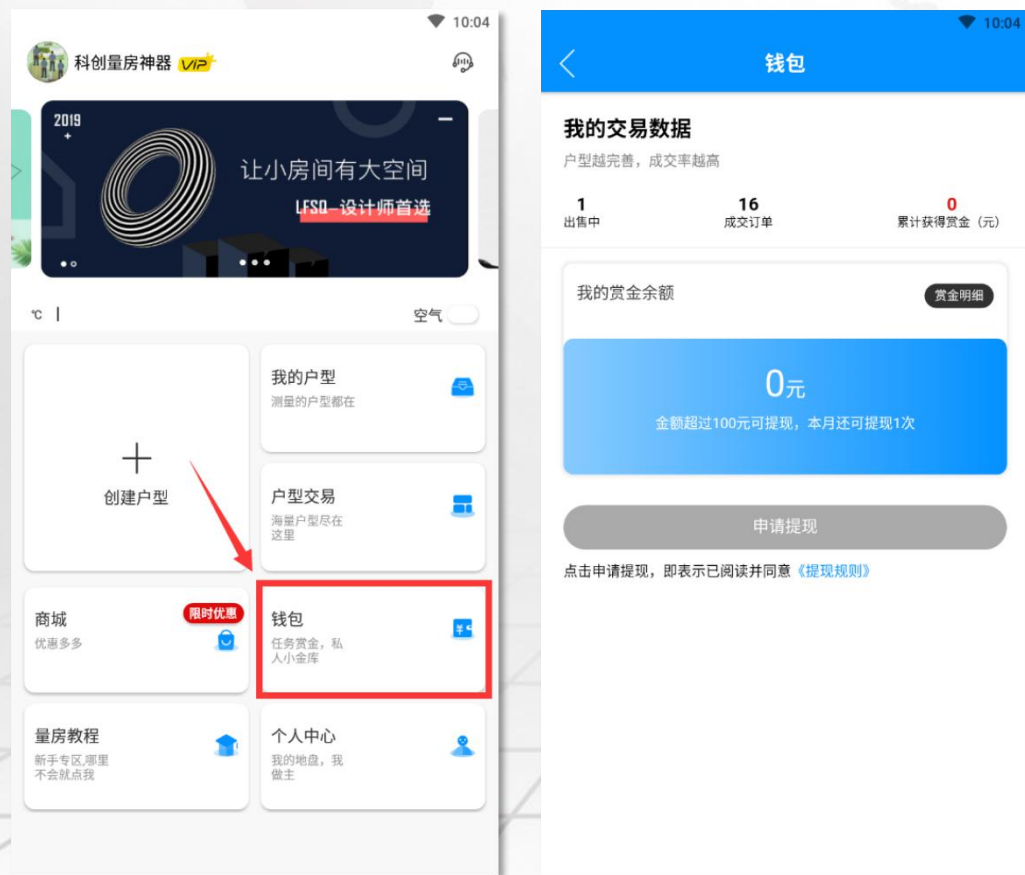 10:04
科创量房神器 VIP
2019
+
让小房间有大空间
LFSQ-设计师首选
℃ |
空气
我的户型
测量的户型都在
创建户型
户型交易
海量户型尽在
这里
商城
限时优惠
优惠多多
钱包
任务赏金，私
人小金库
量房教程
新手专区,哪里
不会就点我
个人中心
我的地盘，我
做主
10:04
钱包
我的交易数据
户型越完善，成交率越高
1
出售中
16
成交订单
0
累计获得赏金（元）
我的赏金余额
赏金明细
0元
金额超过100元可提现，本月还可提现1次
申请提现
点击申请提现，即表示已阅读并同意《提现规则》